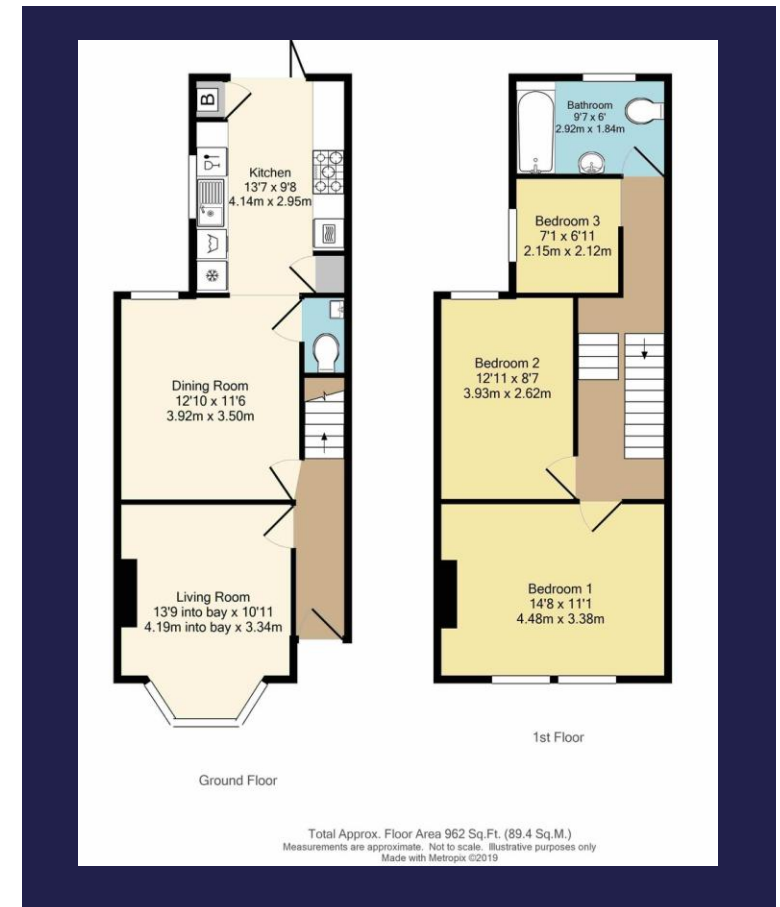 B
Kitchen
13'7 x 9'8
4.14m x 2.95m
Dining Room
12'10 x 11'6
3.92m x 3.50m
Living Room
13'9 into bay x 10'11
4.19m into bay x 3.34m
Ground Floor
Bathroom
9'7 x 6'
2.92m x 1.84m
Bedroom 3
7'1 x 6'11
2.15m x 2.12m
Bedroom 2
12'11 x 8'7
3.93m x 2.62m
Bedroom 1
14'8 x 11'1
4.48m x 3.38m
1st Floor
Total Approx. Floor Area 962 Sq.Ft. (89.4 Sq.M.)
Measurements are approximate. Not to scale. Illustrative purposes only
Made with Metropix ©2019